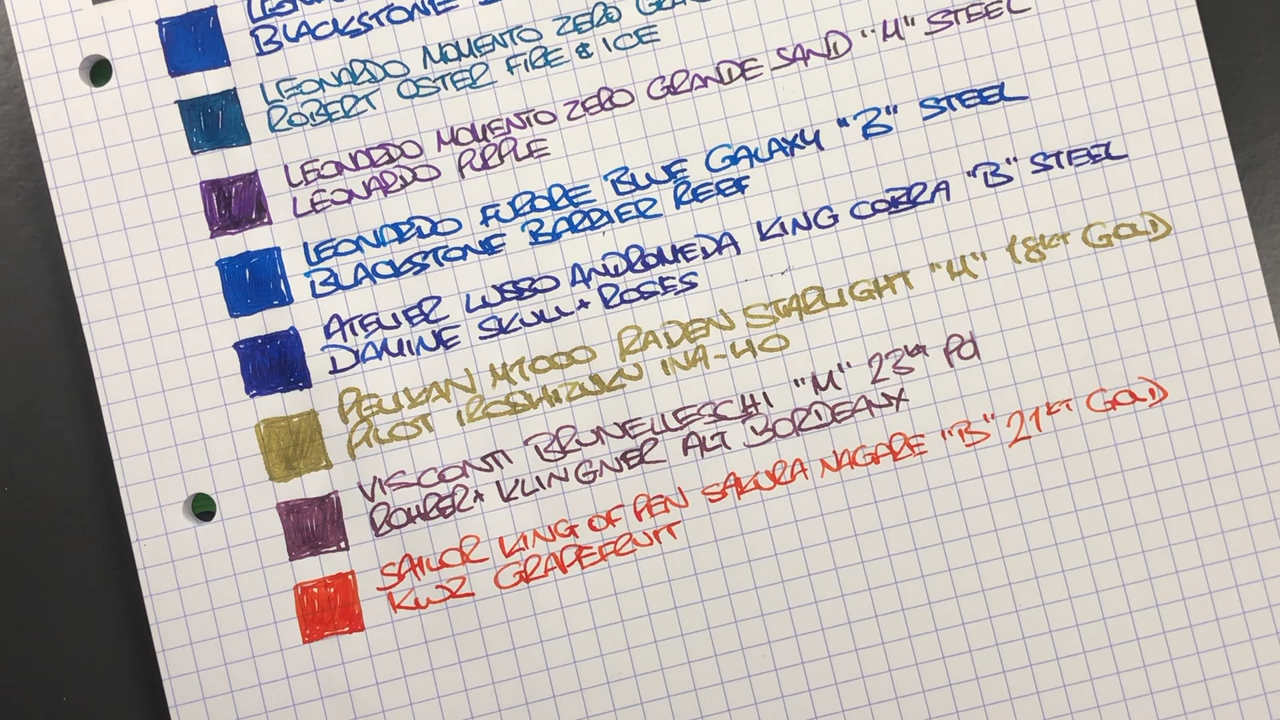 BLACKSTONE
LEONARDO MOMENTO ZERO
ROBERT OSTER FIRE & ICE
LEONARDO MOMENTO ZERO GRANDE SAND "M" STEEL
LEONARDO PURPLE
LEONARDO FURORE BLUE GALAXY "B" STEEL
BLACKSTONE BARRIER REEF
ATELIER LUSSO ANDROMEDA KING COBRA "B" STEEL
DIAMINE SKULL + ROSES
PELIKAN M7000 RADEN STARLIGHT "M" 18KT GOLD
PILOT IROSHIZUKU INA-HO
VISCONTI BRUNELLESCHI "M" 23KT Pd
ROHRER + KLINGNER ALT BORDEAUX
SAILOR KING OF PEN SAKURA NAGARE "B" 21KT GOLD
KWZ GRAPEFRUIT